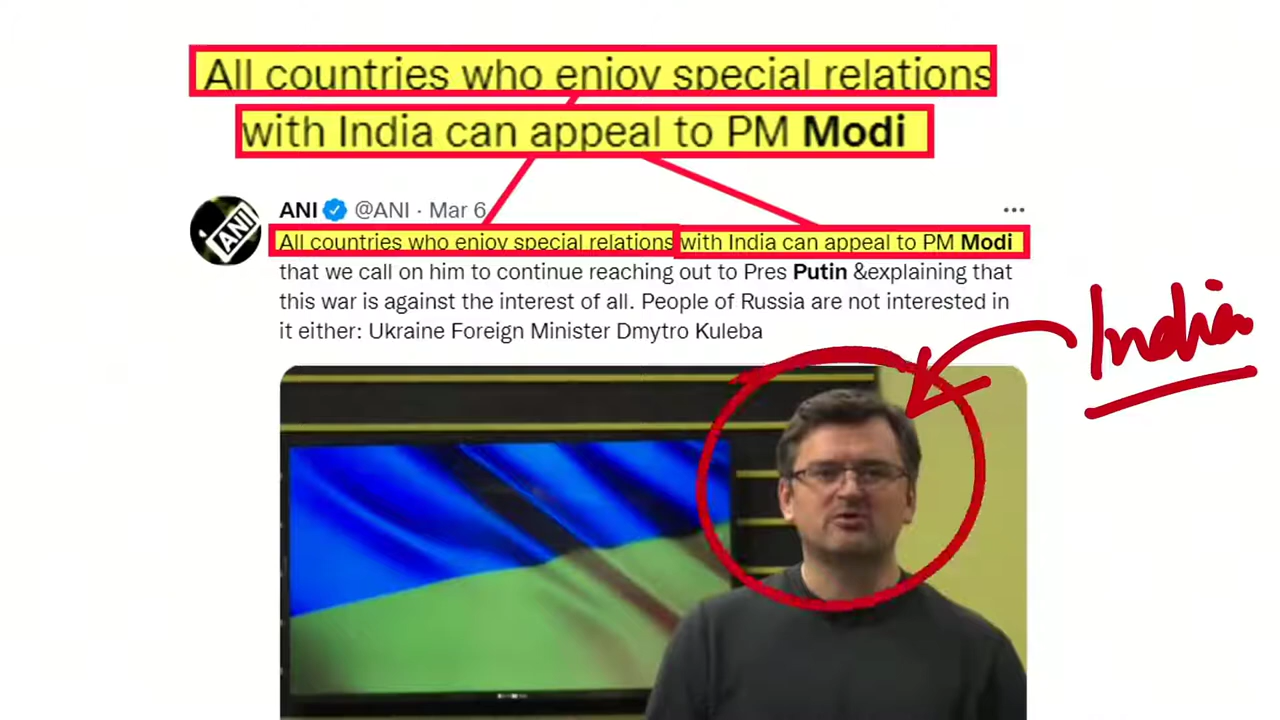 All countries who enjoy special relations
with India can appeal to PM Modi
ANI @ANI · Mar 6
All countries who enjoy special relations with India can appeal to PM Modi
that we call on him to continue reaching out to Pres Putin &explaining that
this war is against the interest of all. People of Russia are not interested in
it either: Ukraine Foreign Minister Dmytro Kuleba
ANI
India